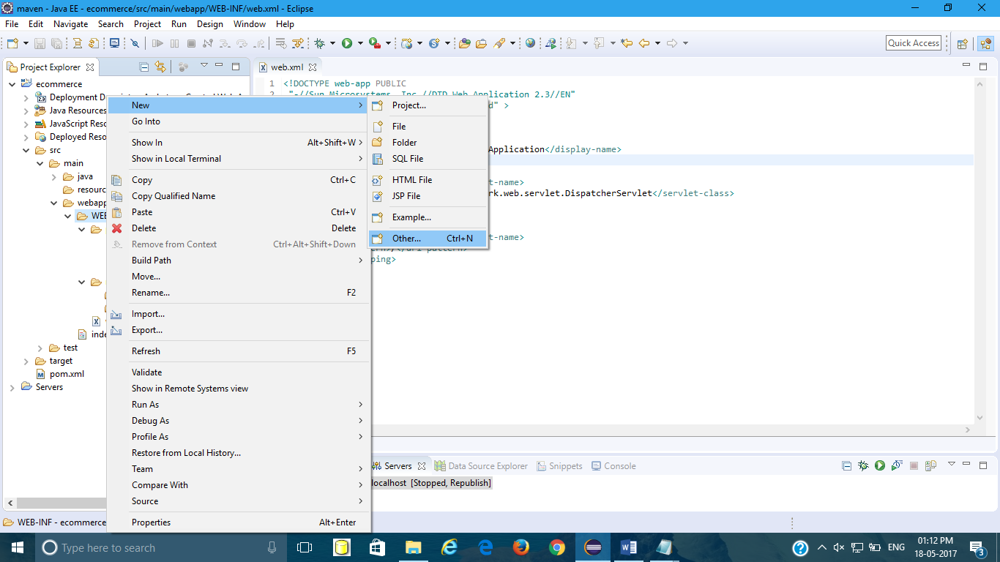 maven - Java EE - ecommerce/src/main/webapp/WEB-INF/web.xml - Eclipse
File Edit Navigate Search Project Run Design Window Help
Quick Access
Project Explorer
ecommerce
Deployment D
Java Resources
JavaScript Reso
Deployed Reso
src
main
java
resourc
webapp
WEB
inde
test
target
pom.xml
Servers
New
Go Into
Show In Alt+Shift+W
Show in Local Terminal
Copy Ctrl+C
Copy Qualified Name
Paste Ctrl+V
Delete Delete
Remove from Context Ctrl+Alt+Shift+Down
Build Path
Move...
Rename... F2
Import...
Export...
Refresh F5
Validate
Show in Remote Systems view
Run As
Debug As
Profile As
Restore from Local History...
Team
Compare With
Source
Properties Alt+Enter
Project...
File
Folder
SQL File
HTML File
JSP File
Example...
Other... Ctrl+N
web.xml
1 <!DOCTYPE web-app PUBLIC
2 "-//Sun Microsystems, Inc.//DTD Web Application 2.3//EN"
d" >
Application</display-name>
t-name>
rk.web.servlet.DispatcherServlet</servlet-class>
t-name>
ping>
Servers Data Source Explorer Snippets Console
localhost [Stopped, Republish]
WEB-INF - ecommerce
Type here to search
ENG
01:12 PM
18-05-2017
3